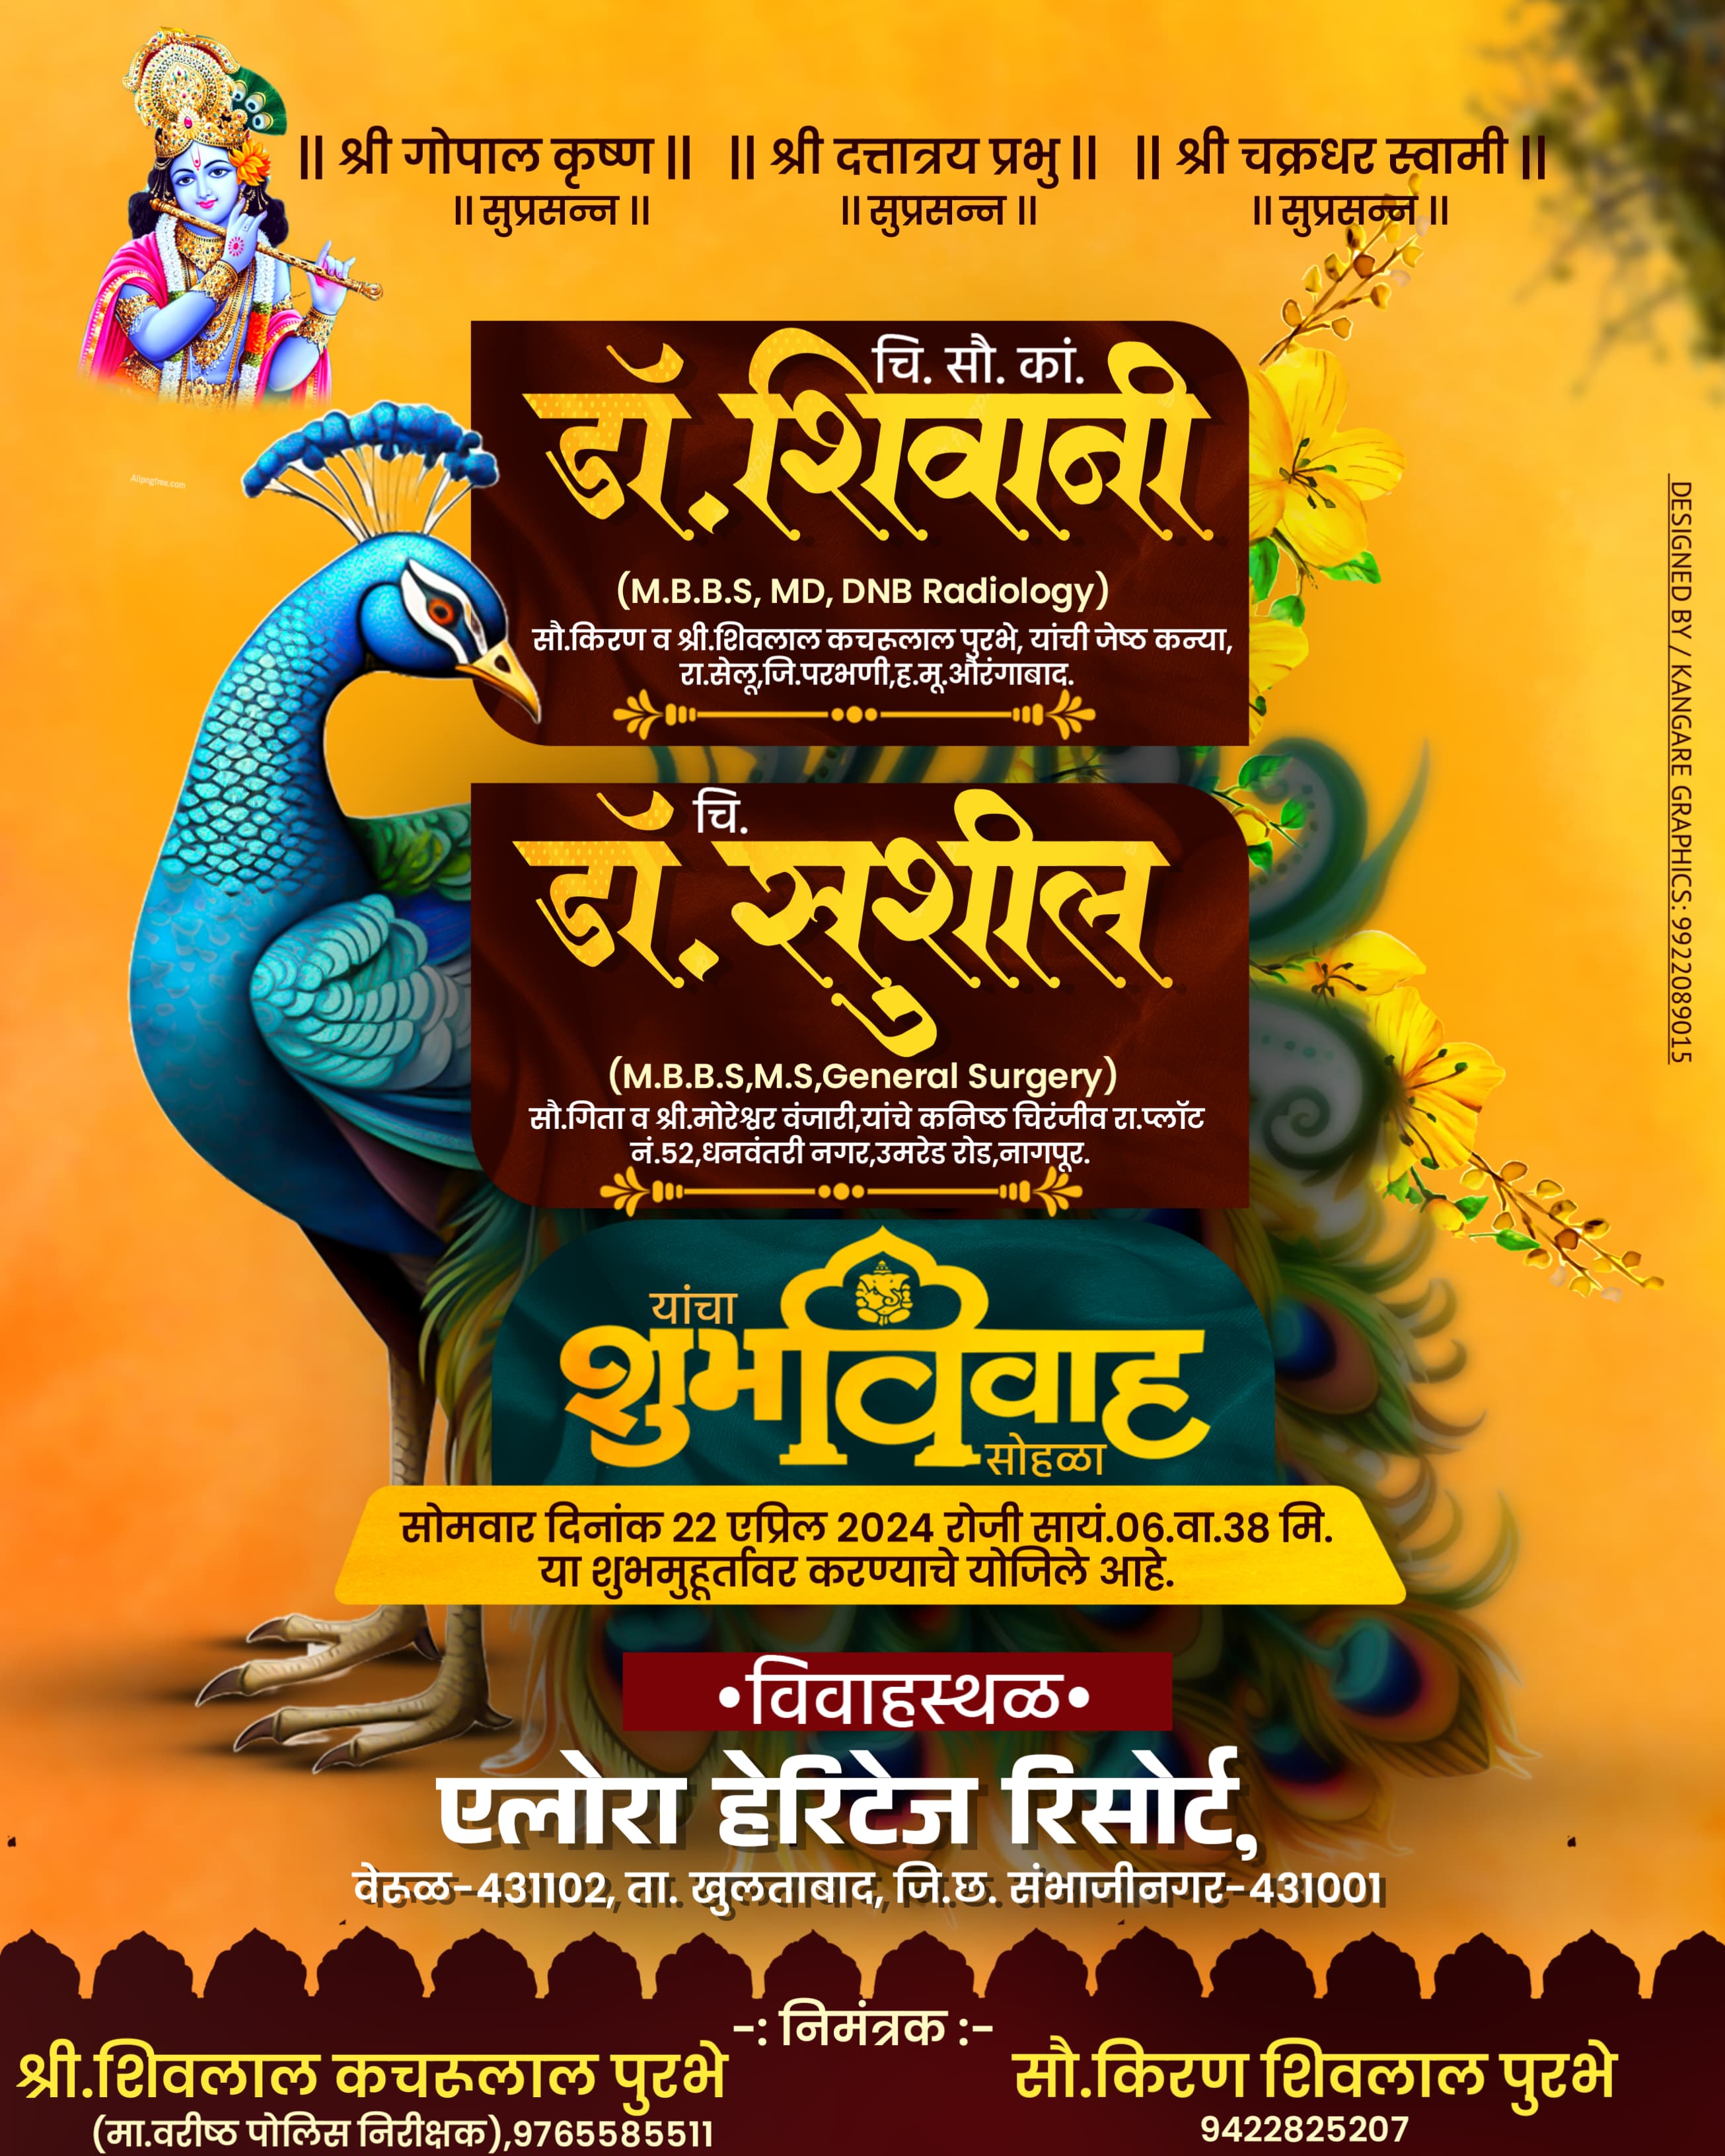 || श्री गोपाल कृष्ण || || श्री दत्तात्रय प्रभु || || श्री चक्रधर स्वामी ||
|| सुप्रसन्न || || सुप्रसन्न || || सुप्रसन्न ||
चि. सौ. कां.
डॉ.शिवानी
Allpngfree.com
(M.B.B.S, MD, DNB Radiology)
सौ.किरण व श्री.शिवलाल कचरूलाल पुरभे, यांची जेष्ठ कन्या,
रा.सेलू,जि.परभणी,ह.मू.औरंगाबाद.
DESIGNED BY / KANGARE GRAPHICS: 9922089015
चि.
डॉ.सुशील
(M.B.B.S,M.S,General Surgery)
सौ.गिता व श्री.मोरेश्वर वंजारी,यांचे कनिष्ठ चिरंजीव रा.प्लॉट
नं.52,धनवंतरी नगर,उमरेड रोड,नागपूर.
यांचा
शुभविवाह
सोहळा
सोमवार दिनांक 22 एप्रिल 2024 रोजी सायं.06.वा.38 मि.
या शुभमुहूर्तावर करण्याचे योजिले आहे.
•विवाहस्थळ•
एलोरा हेरिटेज रिसोर्ट,
वेरूळ-431102, ता. खुलताबाद, जि.छ. संभाजीनगर-431001
-: निमंत्रक :-
श्री.शिवलाल कचरूलाल पुरभे
(मा.वरीष्ठ पोलिस निरीक्षक),9765585511
सौ.किरण शिवलाल पुरभे
9422825207